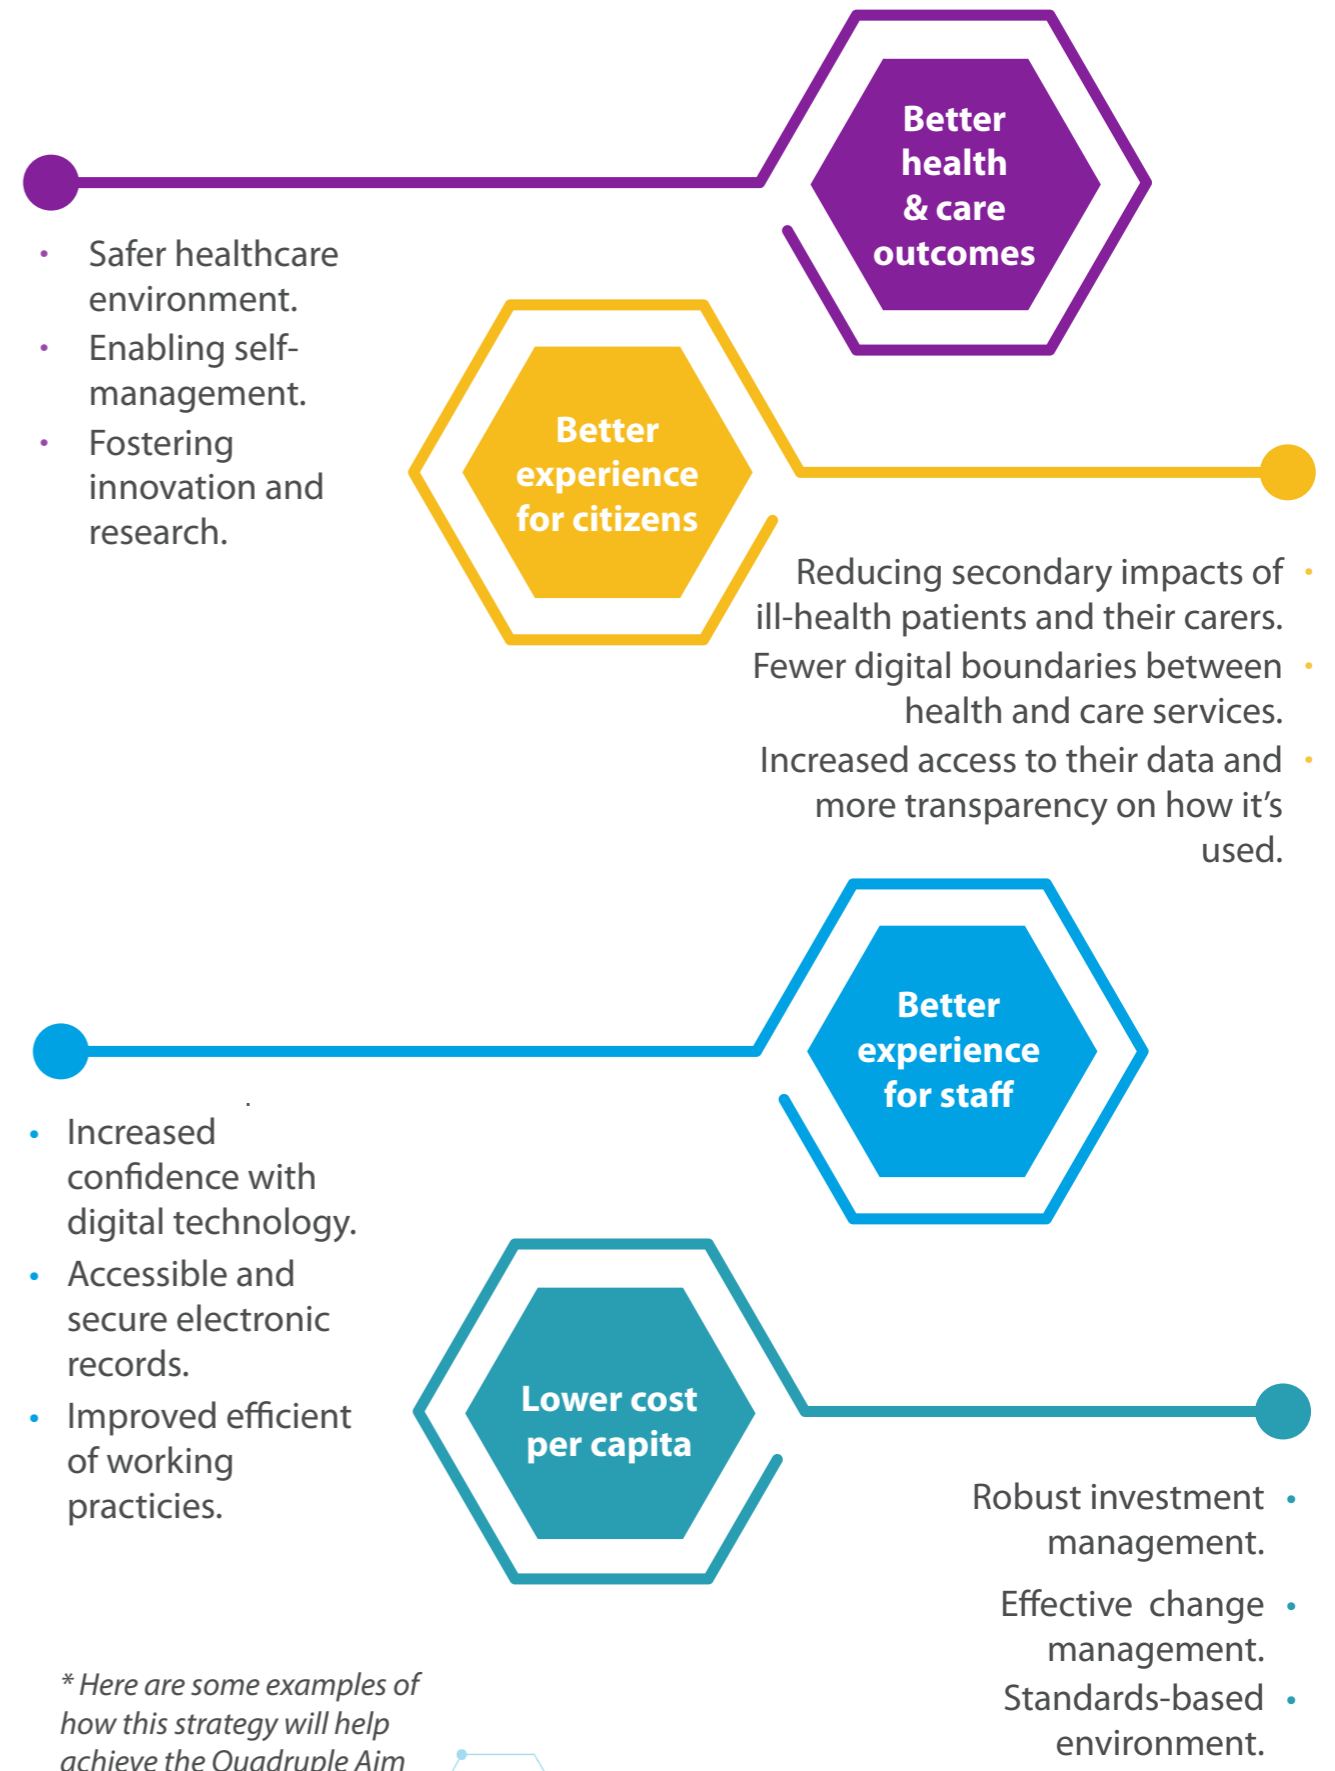 Better
health
& care
outcomes
• Safer healthcare
environment.
• Enabling self-
management.
• Fostering
innovation and
research.
Better
experience
for citizens
Reducing secondary impacts of •
ill-health patients and their carers.
Fewer digital boundaries between •
health and care services.
Increased access to their data and •
more transparency on how it’s
used.
Better
experience
for staff
.
• Increased
confidence with
digital technology.
• Accessible and
secure electronic
records.
• Improved efficient
of working
practicies.
Lower cost
per capita
Robust investment •
management.
Effective change •
management.
Standards-based •
environment.
* Here are some examples of
how this strategy will help
achieve the Quadruple Aim